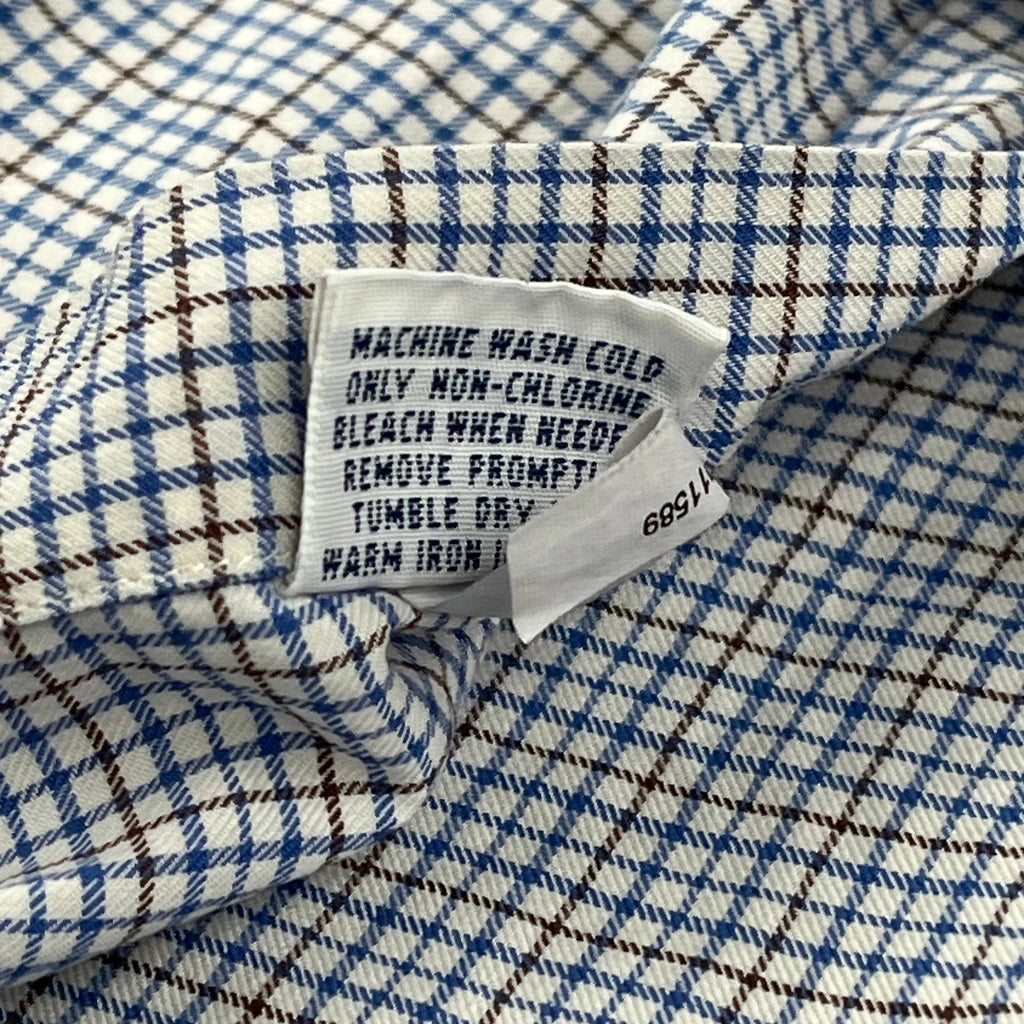 MACHINE WASH COLD
ONLY NON-CHLORINE
BLEACH WHEN NEEDE
REMOVE PROMPTL
TUMBLE DRY
WARM IRON I
11589